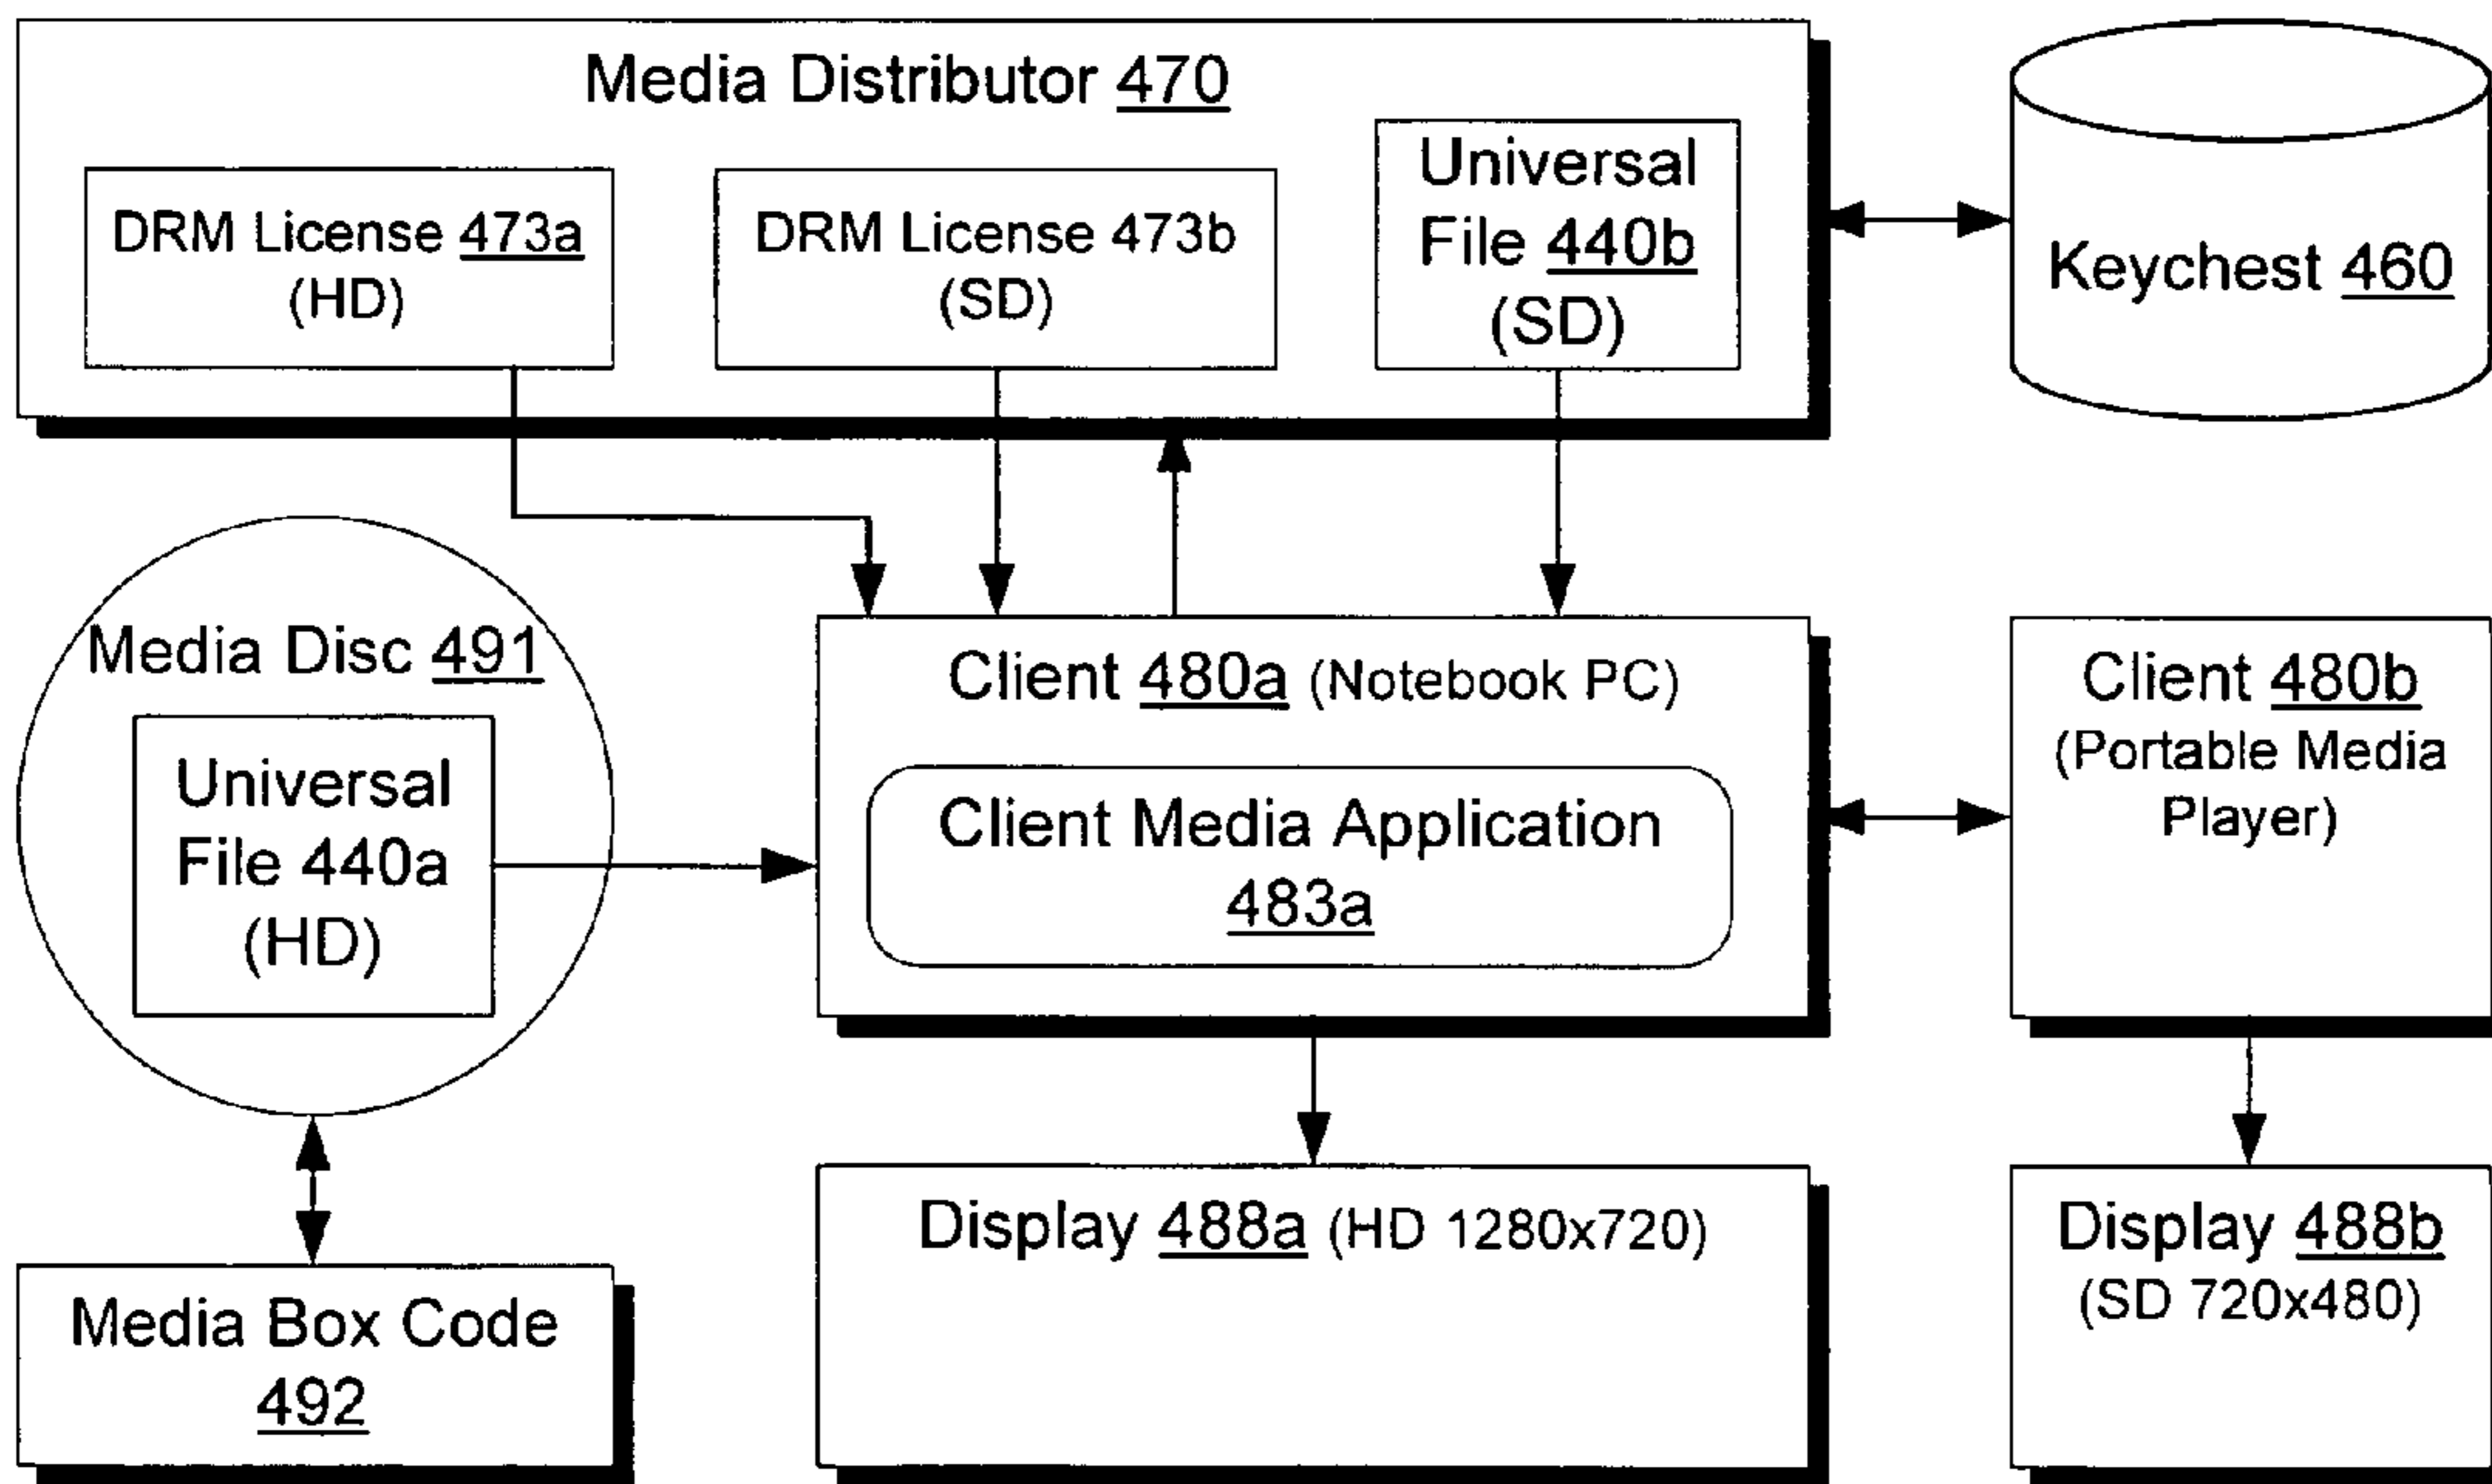 Media Distributor 470
DRM License 473a
(HD)
DRM License 473b
(SD)
Universal
File 440b
(SD)
Keychest 460
Media Disc 491
Universal
File 440a
(HD)
Client 480a (Notebook PC)
Client Media Application
483a
Client 480b
(Portable Media
Player)
Media Box Code
492
Display 488a (HD 1280x720)
Display 488b
(SD 720x480)